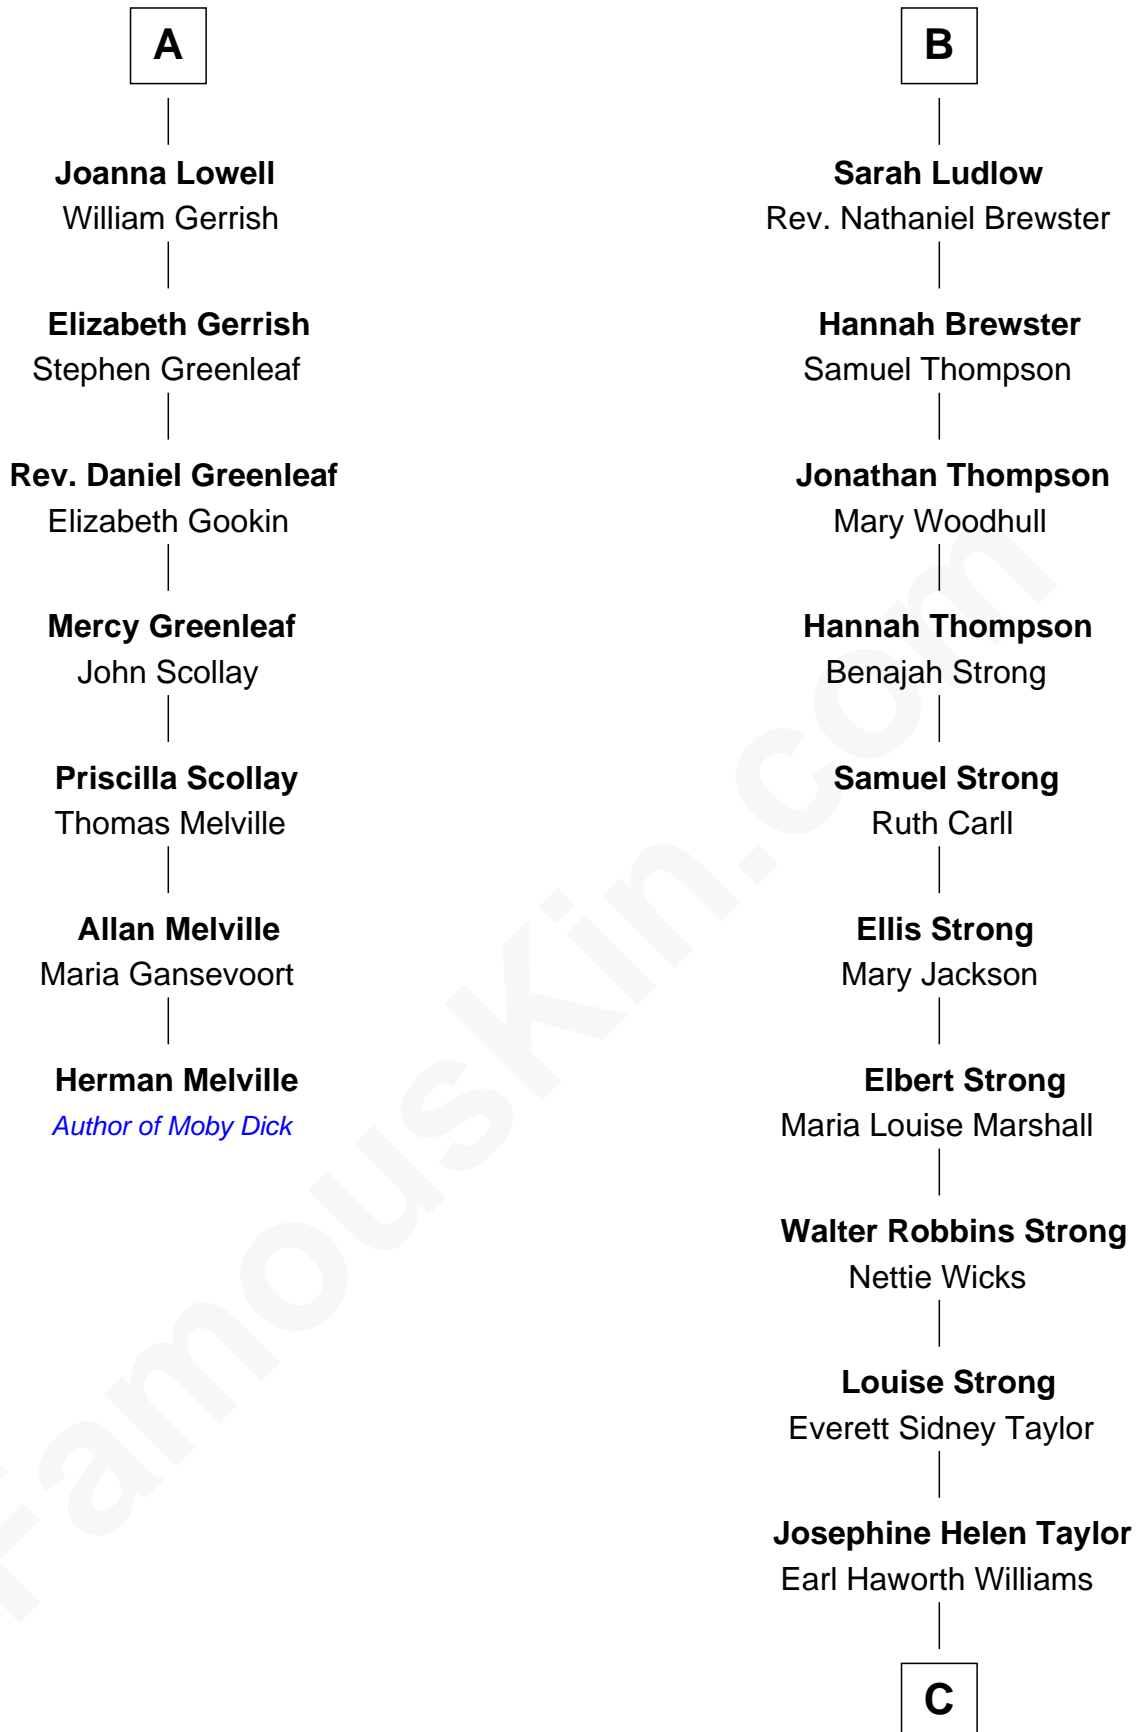 A
Joanna Lowell
William Gerrish
Elizabeth Gerrish
Stephen Greenleaf
Rev. Daniel Greenleaf
Elizabeth Gookin
Mercy Greenleaf
John Scollay
Priscilla Scollay
Thomas Melville
Allan Melville
Maria Gansevoort
Herman Melville
Author of Moby Dick
B
Sarah Ludlow
Rev. Nathaniel Brewster
Hannah Brewster
Samuel Thompson
Jonathan Thompson
Mary Woodhull
Hannah Thompson
Benajah Strong
Samuel Strong
Ruth Carll
Ellis Strong
Mary Jackson
Elbert Strong
Maria Louise Marshall
Walter Robbins Strong
Nettie Wicks
Louise Strong
Everett Sidney Taylor
Josephine Helen Taylor
Earl Haworth Williams
C
FamousKin.com